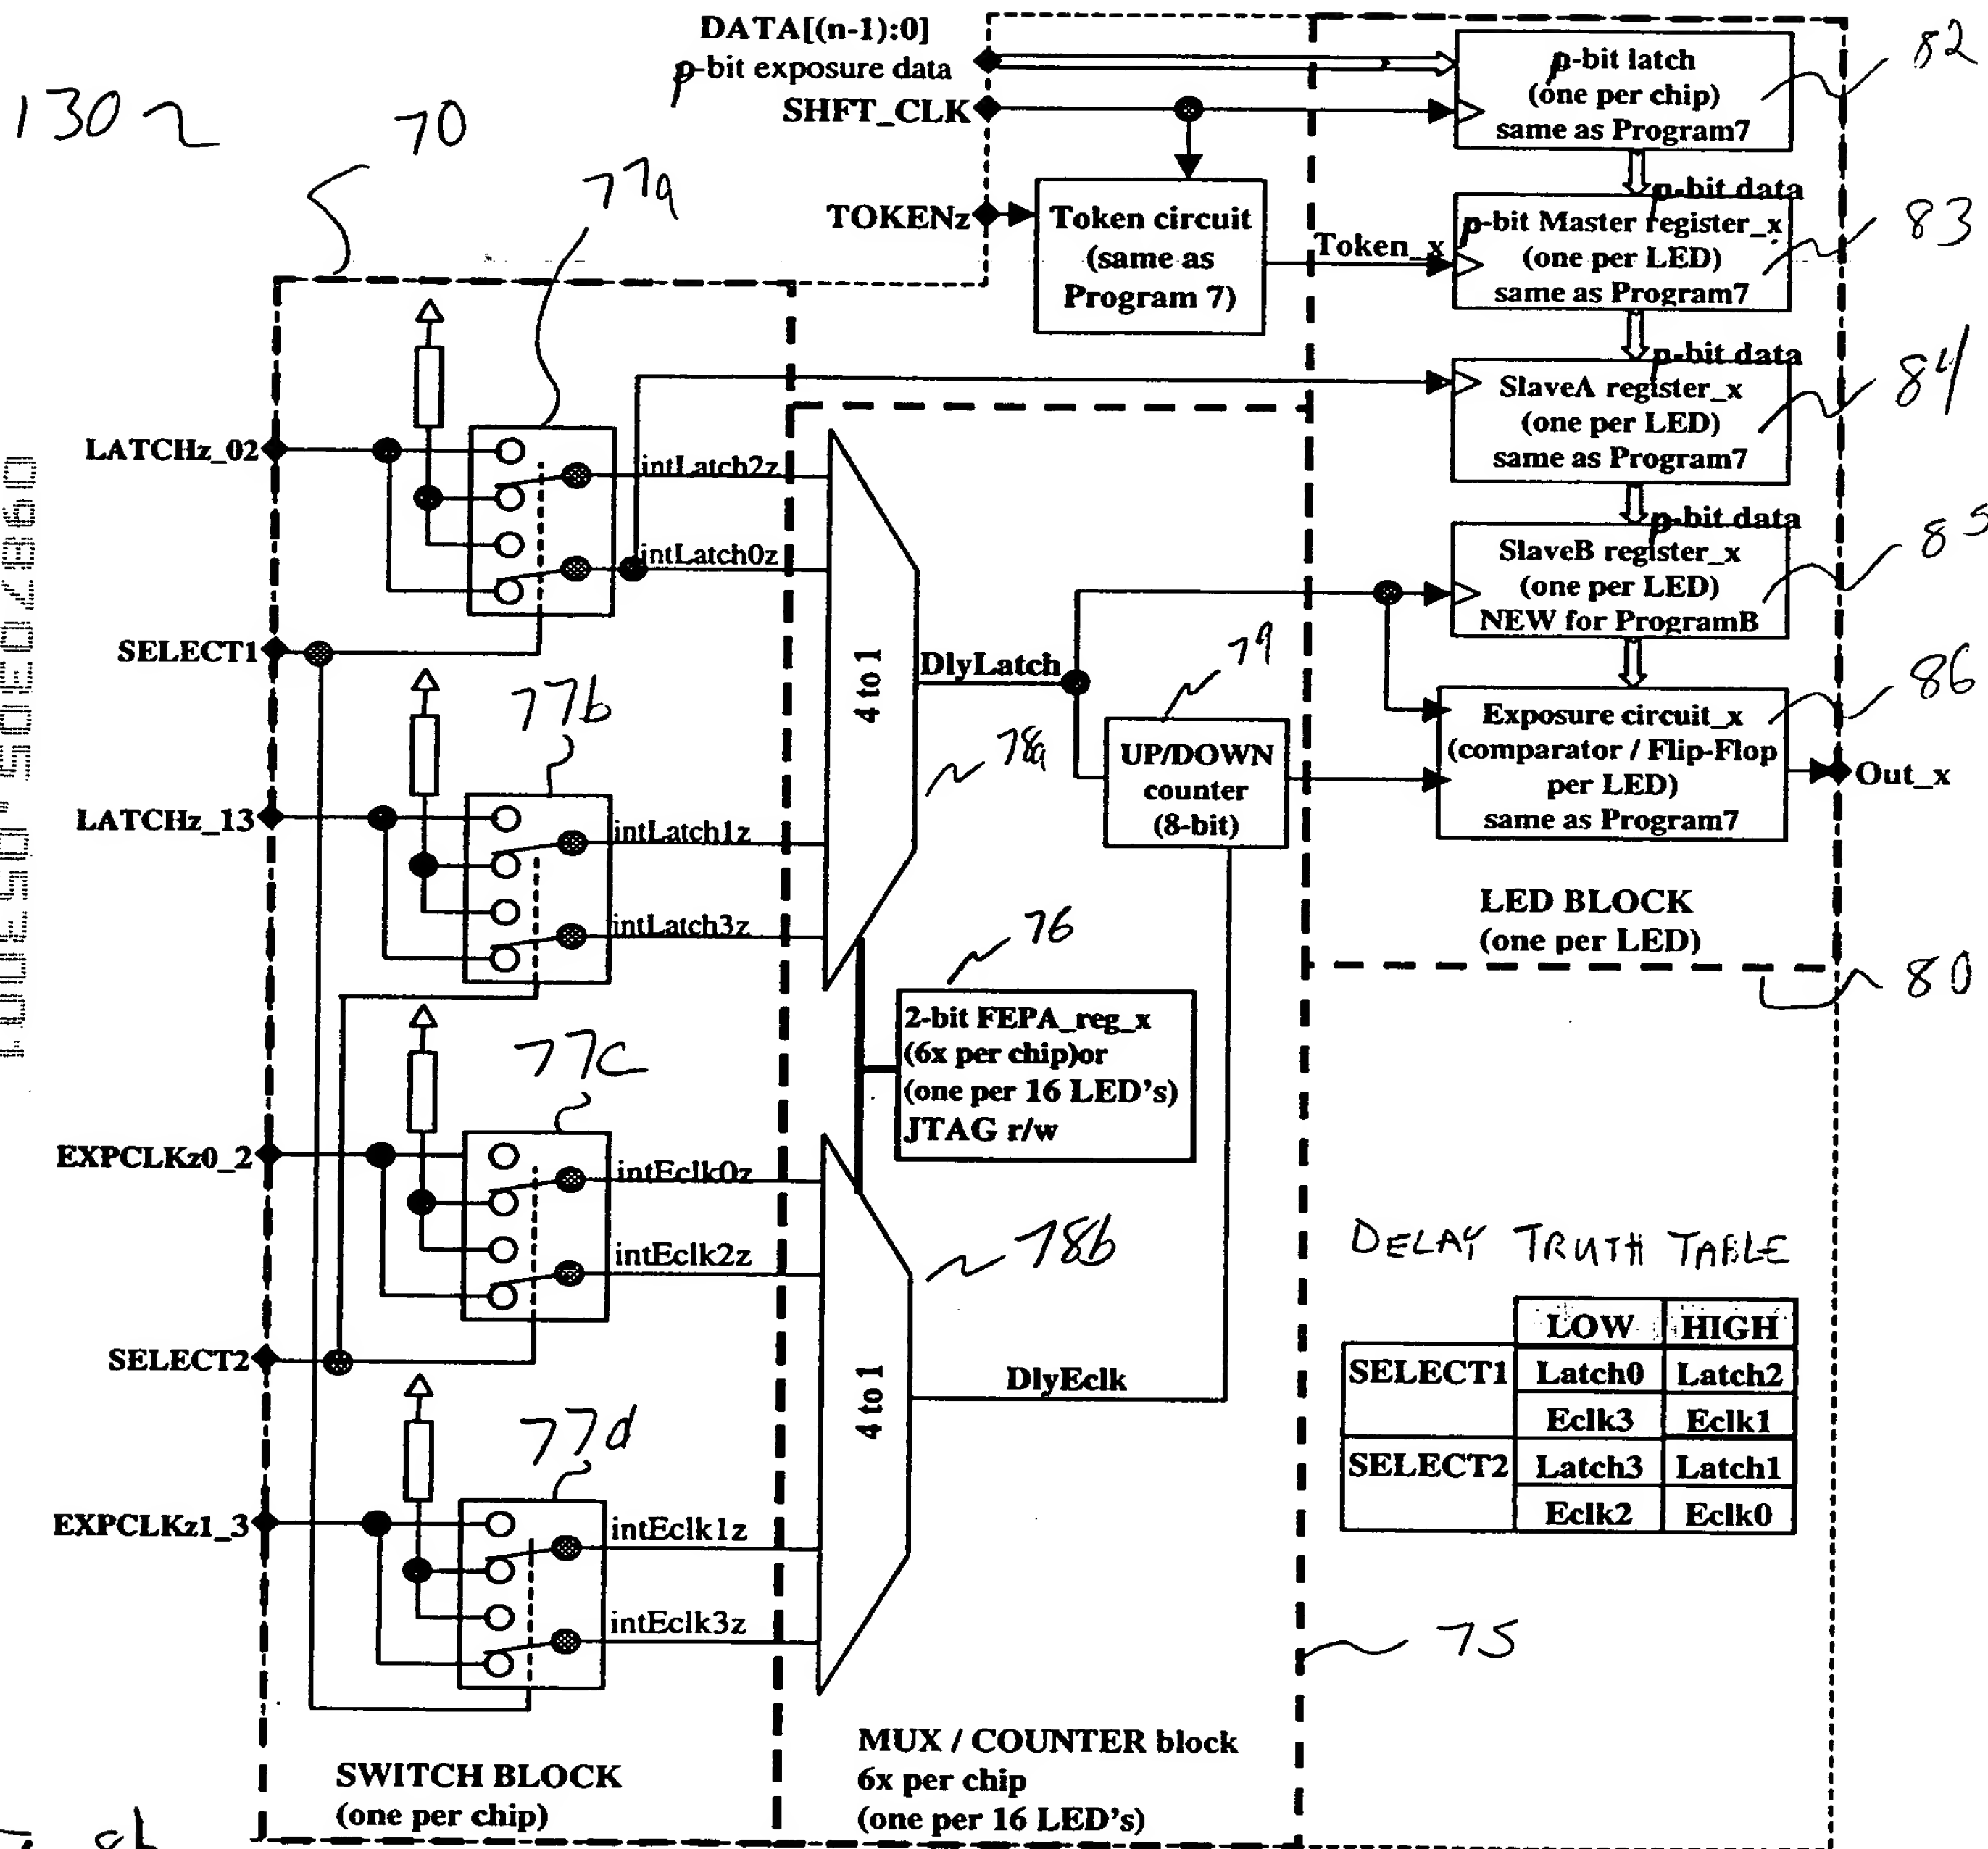 DATA[(n-1):0]
p-bit exposure data
SHFT_CLK
TOKENz
130
70
77a
p-bit latch
(one per chip)
same as Program7
82
p-bit data
Token circuit
(same as
Program 7)
Token_x
p-bit Master register_x
(one per LED)
same as Program7
83
p-bit data
SlaveA register_x
(one per LED)
same as Program7
84
p-bit data
SlaveB register_x
(one per LED)
NEW for ProgramB
85
Exposure circuit_x
(comparator / Flip-Flop
per LED)
same as Program7
86
Out_x
LED BLOCK
(one per LED)
80
LATCHz_02
intLatch2z
intLatch0z
SELECT1
77b
LATCHz_13
intLatch1z
intLatch3z
4 to 1
78a
DlyLatch
79
UP/DOWN
counter
(8-bit)
76
2-bit FEPA_reg_x
(6x per chip)or
(one per 16 LED's)
JTAG r/w
77c
EXPCLKz0_2
intEclk0z
intEclk2z
SELECT2
78b
4 to 1
DlyEclk
77d
EXPCLKz1_3
intEclk1z
intEclk3z
DELAY TRUTH TABLE
LOW HIGH
SELECT1 Latch0 Latch2
Eclk3 Eclk1
SELECT2 Latch3 Latch1
Eclk2 Eclk0
75
SWITCH BLOCK
(one per chip)
MUX / COUNTER block
6x per chip
(one per 16 LED's)